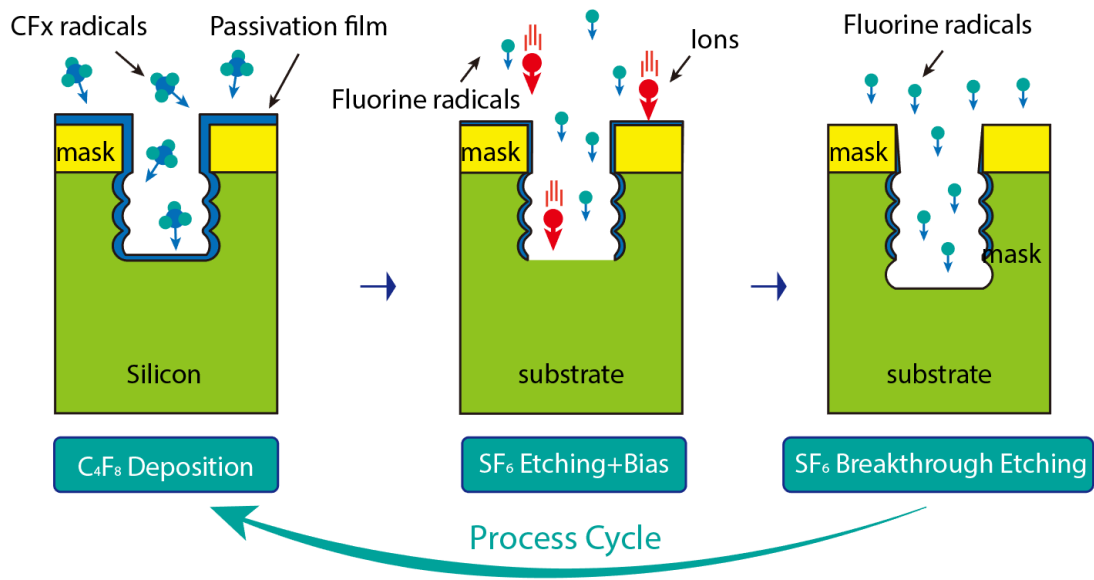 CFx radicals
Passivation film
mask
Silicon
C₄F₈ Deposition
Fluorine radicals
Ions
mask
substrate
SF₆ Etching+Bias
Fluorine radicals
mask
mask
substrate
SF₆ Breakthrough Etching
Process Cycle